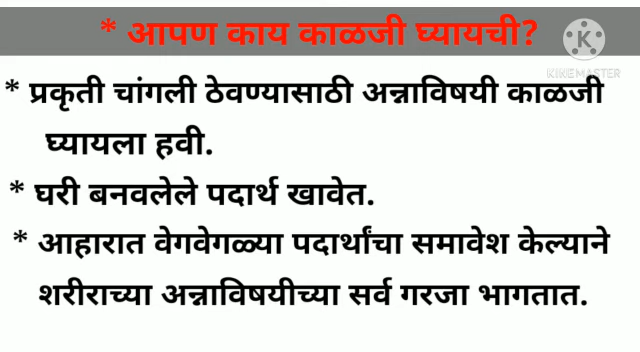 * आपण काय काळजी घ्यायची?
K
KINEMASTER
* प्रकृती चांगली ठेवण्यासाठी अन्नाविषयी काळजी
घ्यायला हवी.
* घरी बनवलेले पदार्थ खावेत.
* आहारात वेगवेगळ्या पदार्थांचा समावेश केल्याने
शरीराच्या अन्नाविषयीच्या सर्व गरजा भागतात.